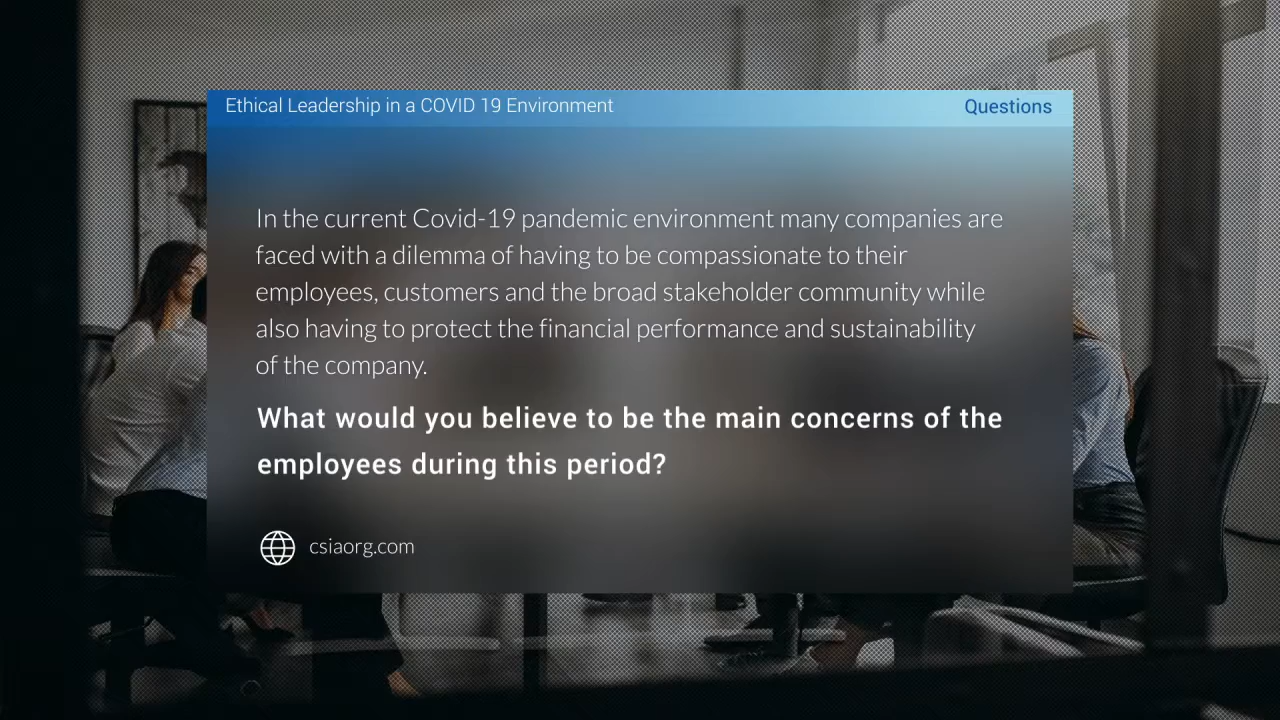 Ethical Leadership in a COVID 19 Environment
Questions
In the current Covid-19 pandemic environment many companies are
faced with a dilemma of having to be compassionate to their
employees, customers and the broad stakeholder community while
also having to protect the financial performance and sustainability
of the company.
What would you believe to be the main concerns of the
employees during this period?
csiaorg.com